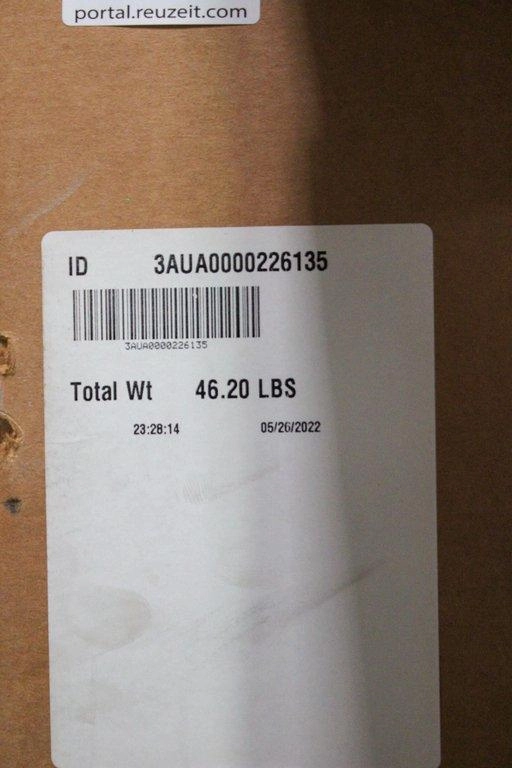 portal.reuzeit.com
ID 3AUA0000226135
3AUA0000226135
Total Wt 46.20 LBS
23:28:14 05/26/2022